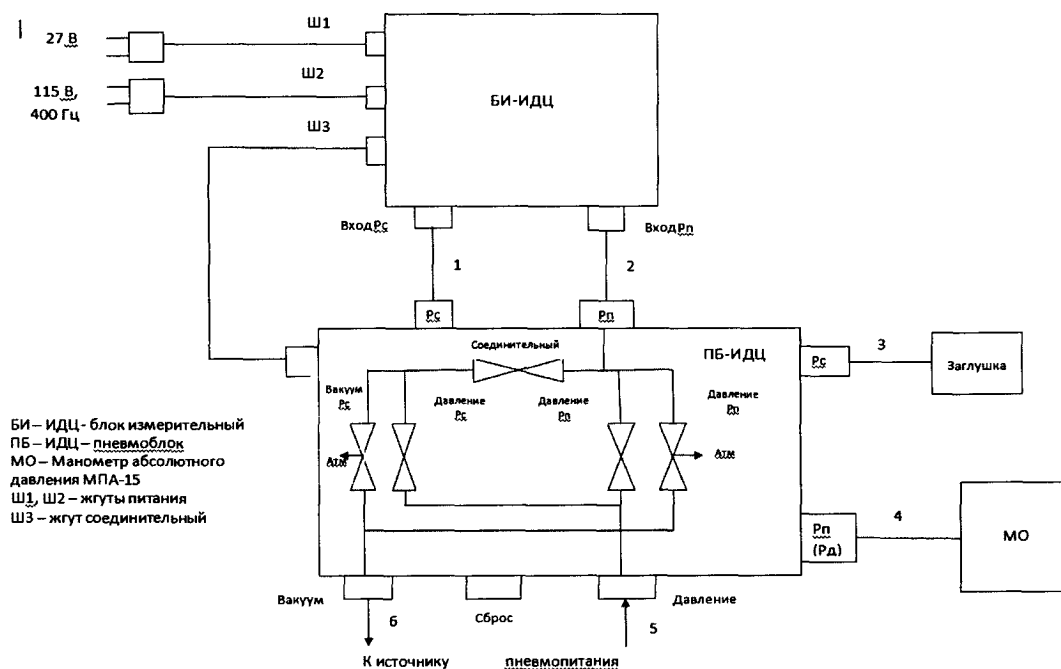 27 В
Ш1
115 В,
400 Гц
Ш2
Ш3
БИ-ИДЦ
Вход Рс
Вход Рп
1
2
Рс
Рп
ПБ-ИДЦ
Соединительный
Рс
3
Заглушка
Вакуум
Рс
Давление
Рс
Давление
Рп
Давление
Рп
Атм
Атм
БИ – ИДЦ - блок измерительный
ПБ – ИДЦ – пневмоблок
МО – Манометр абсолютного
давления МПА-15
Ш1, Ш2 – жгуты питания
Ш3 – жгут соединительный
Рп
(Рд)
4
МО
Вакуум
6
Сброс
5
Давление
К источнику пневмопитания